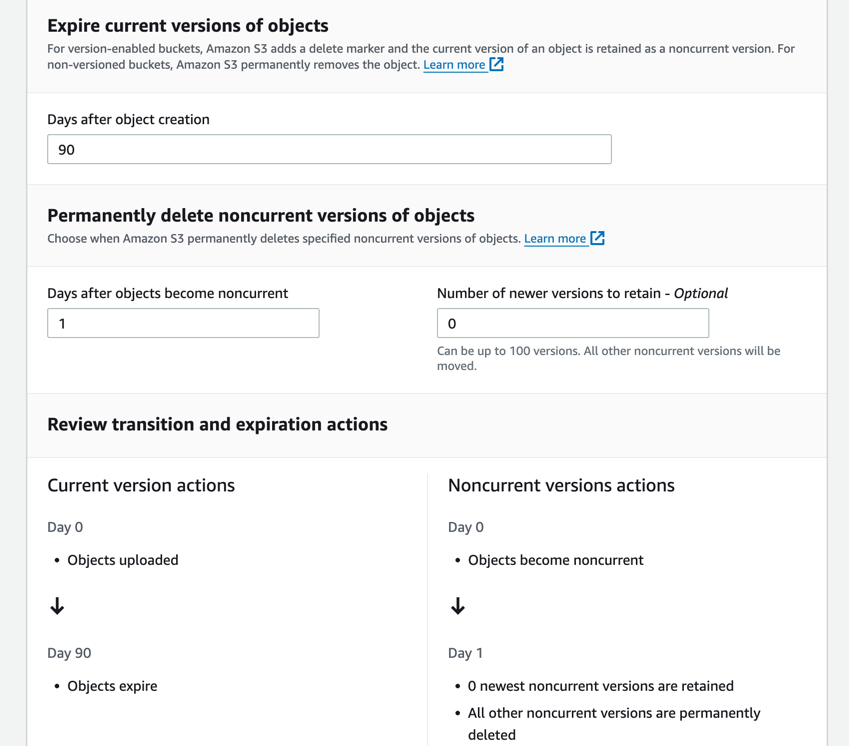 Expire current versions of objects
For version-enabled buckets, Amazon S3 adds a delete marker and the current version of an object is retained as a noncurrent version. For
non-versioned buckets, Amazon S3 permanently removes the object. Learn more
Days after object creation
90
Permanently delete noncurrent versions of objects
Choose when Amazon S3 permanently deletes specified noncurrent versions of objects. Learn more
Days after objects become noncurrent
1
Number of newer versions to retain - Optional
0
Can be up to 100 versions. All other noncurrent versions will be
moved.
Review transition and expiration actions
Current version actions
Day 0
• Objects uploaded
↓
Day 90
• Objects expire
Noncurrent versions actions
Day 0
• Objects become noncurrent
↓
Day 1
• 0 newest noncurrent versions are retained
• All other noncurrent versions are permanently
deleted